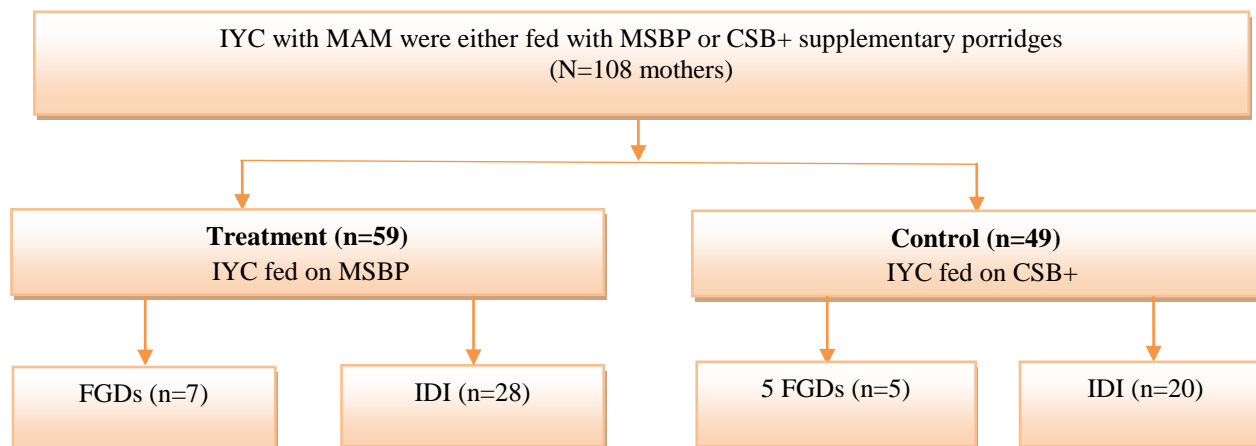 IYC with MAM were either fed with MSBP or CSB+ supplementary porridges
(N=108 mothers)
Treatment (n=59)
IYC fed on MSBP
Control (n=49)
IYC fed on CSB+
FGDs (n=7)
IDI (n=28)
5 FGDs (n=5)
IDI (n=20)